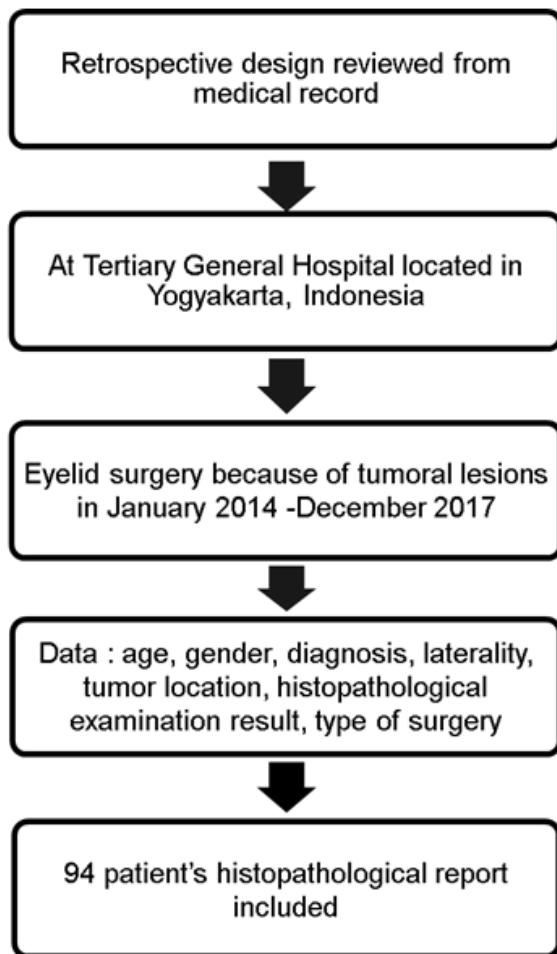 Retrospective design reviewed from
medical record
At Tertiary General Hospital located in
Yogyakarta, Indonesia
Eyelid surgery because of tumoral lesions
in January 2014 -December 2017
Data : age, gender, diagnosis, laterality,
tumor location, histopathological
examination result, type of surgery
94 patient’s histopathological report
included